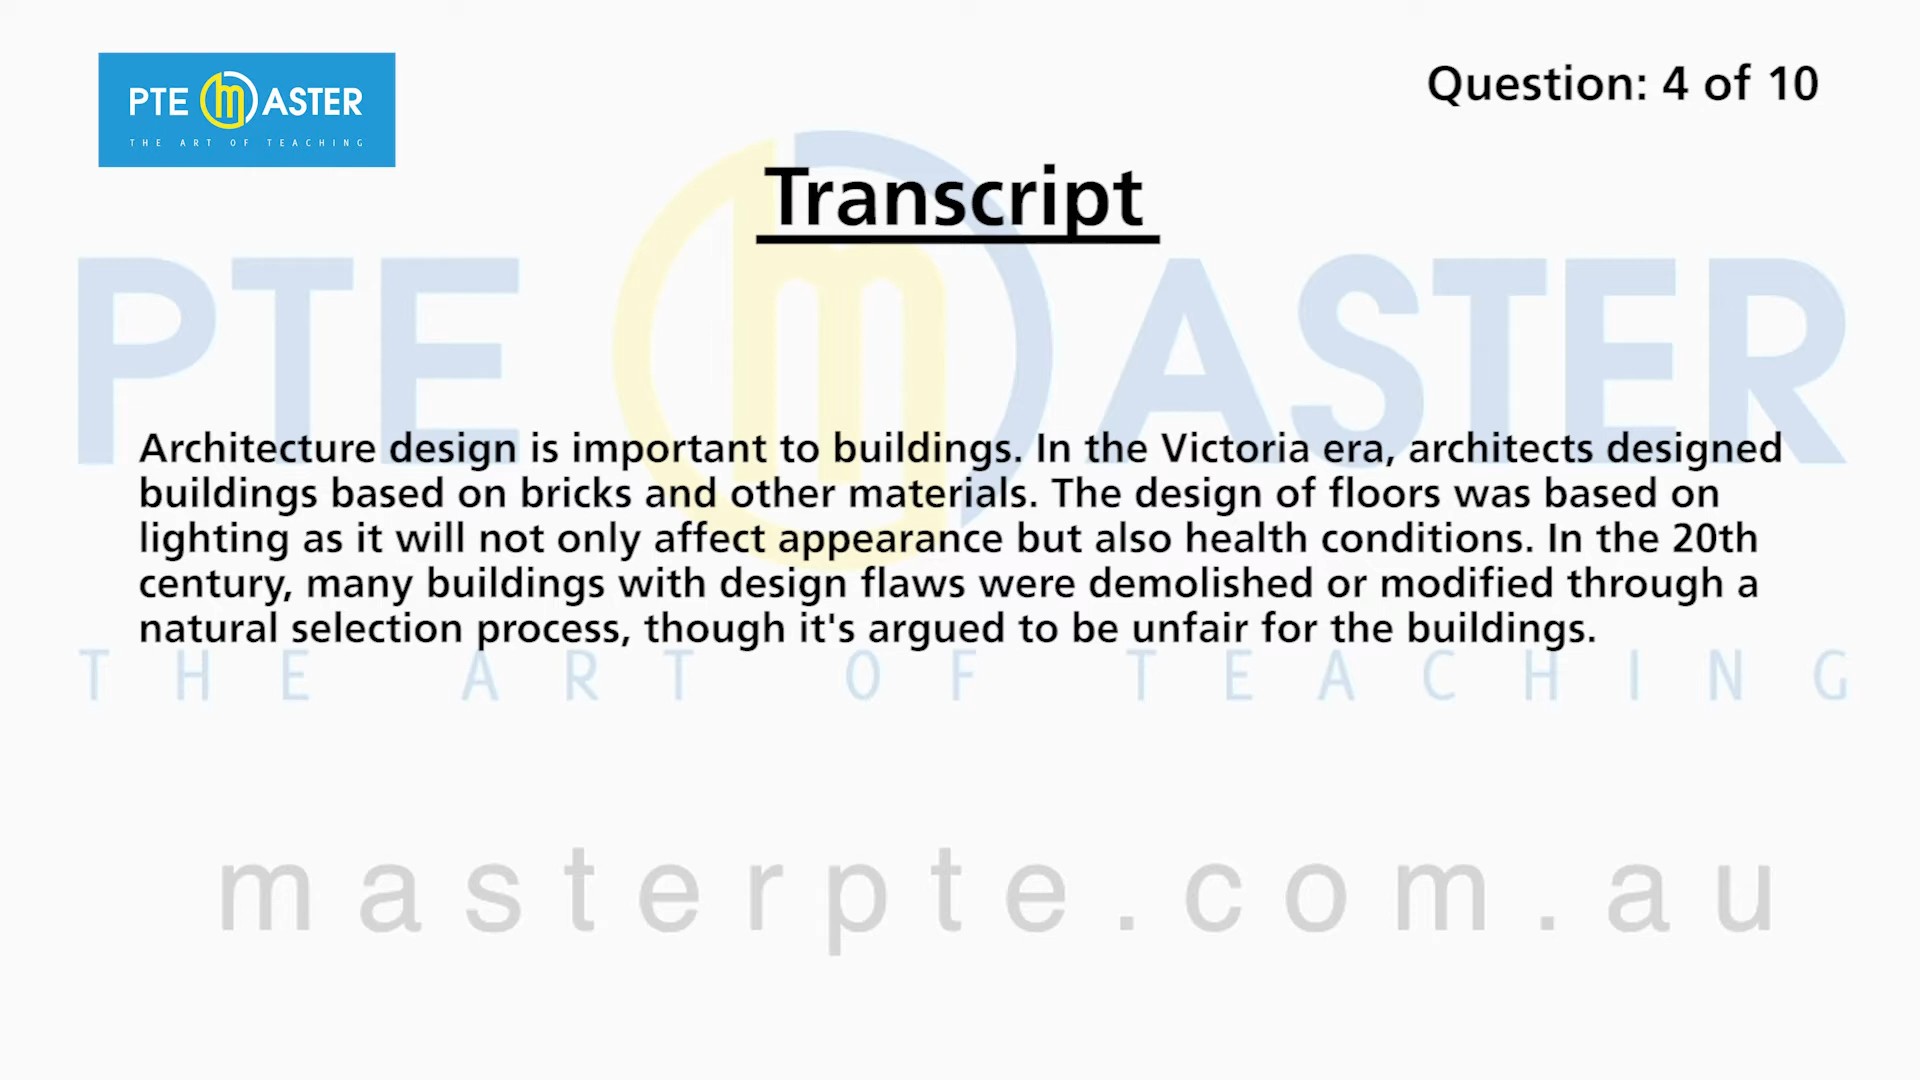 PTE MASTER
THE ART OF TEACHING
Question: 4 of 10
Transcript
PTE MASTER
Architecture design is important to buildings. In the Victoria era, architects designed
buildings based on bricks and other materials. The design of floors was based on
lighting as it will not only affect appearance but also health conditions. In the 20th
century, many buildings with design flaws were demolished or modified through a
natural selection process, though it's argued to be unfair for the buildings.
THE ART OF TEACHING
masterpte.com.au